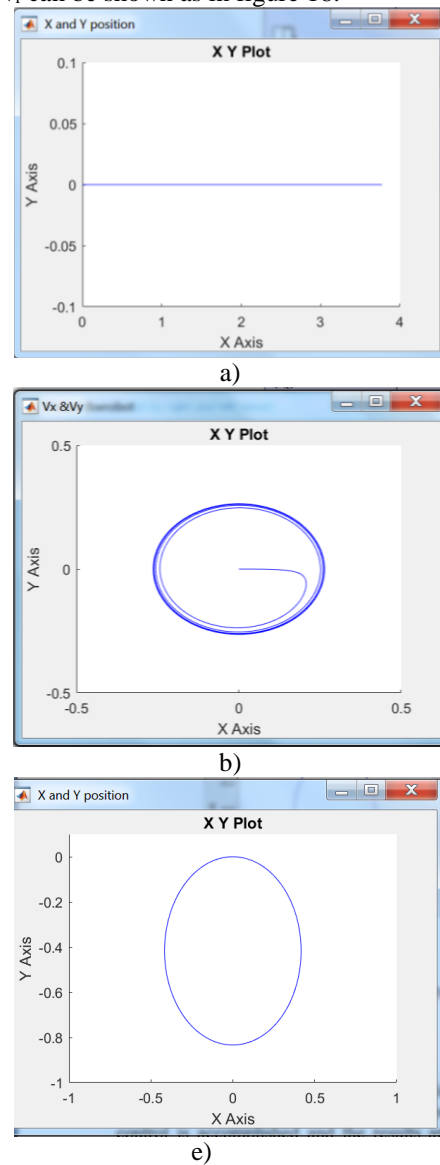 can be shown as in figure 18.
X and Y position
X Y Plot
0.1
0.05
0
-0.05
-0.1
Y Axis
0 1 2 3 4
X Axis
a)
Vx &Vy
X Y Plot
0.5
0
-0.5
Y Axis
-0.5 0 0.5
X Axis
b)
X and Y position
X Y Plot
0
-0.2
-0.4
-0.6
-0.8
-1
Y Axis
-1 -0.5 0 0.5 1
X Axis
e)